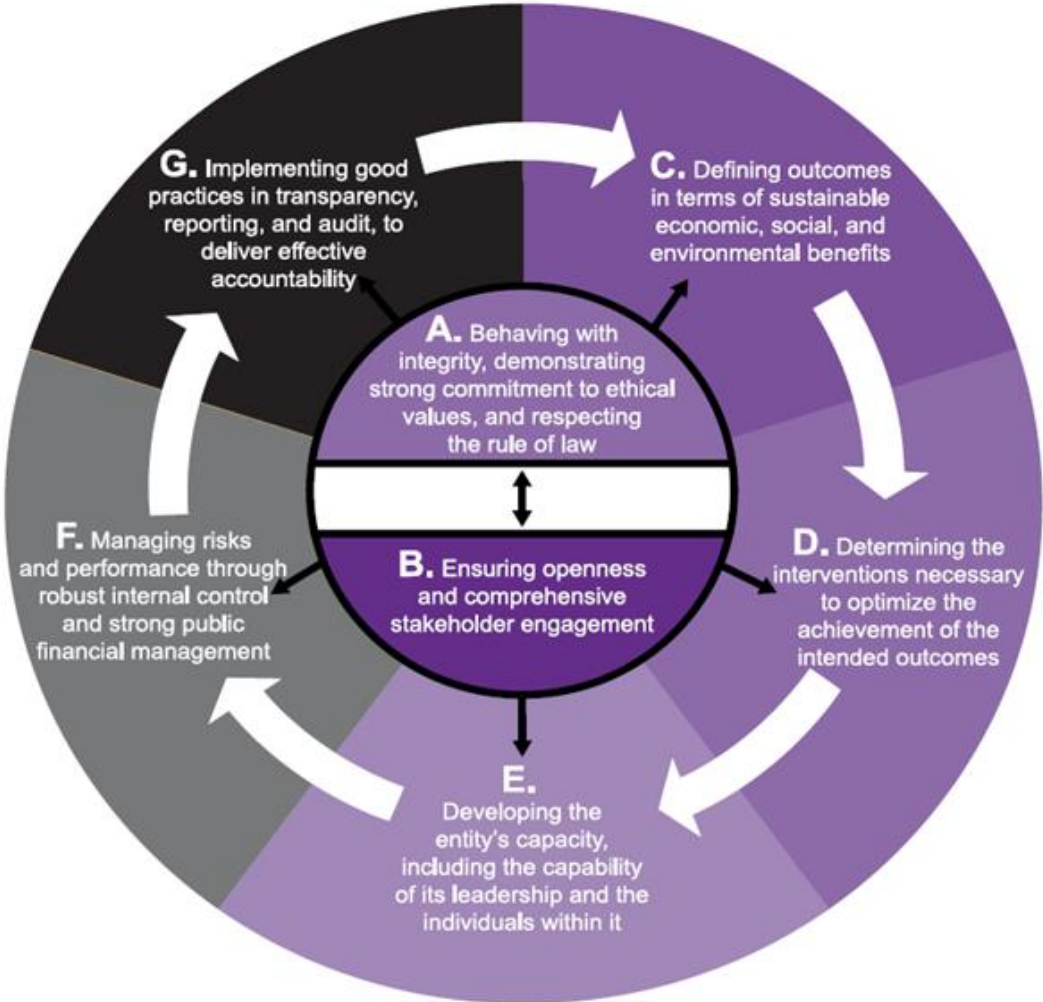 G. Implementing good
practices in transparency,
reporting, and audit, to
deliver effective
accountability
C. Defining outcomes
in terms of sustainable
economic, social, and
environmental benefits
A. Behaving with
integrity, demonstrating
strong commitment to ethical
values, and respecting
the rule of law
B. Ensuring openness
and comprehensive
stakeholder engagement
D. Determining the
interventions necessary
to optimize the
achievement of the
intended outcomes
E.
Developing the
entity's capacity,
including the capability
of its leadership and the
individuals within it
F. Managing risks
and performance through
robust internal control
and strong public
financial management